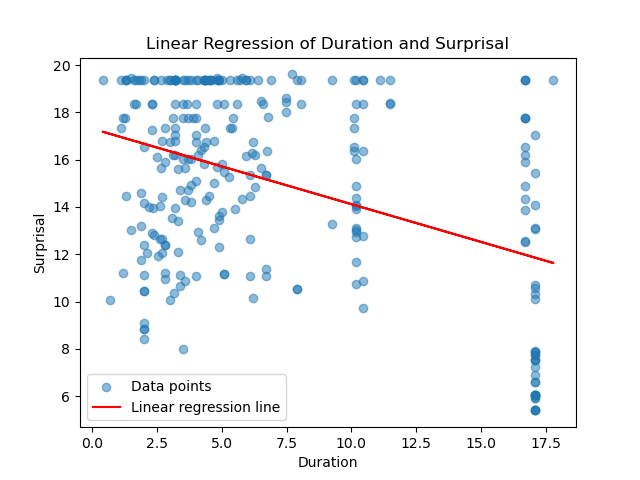 Linear Regression of Duration and Surprisal
20
18
16
14
12
10
8
6
Surprisal
Data points
Linear regression line
0.0 2.5 5.0 7.5 10.0 12.5 15.0 17.5
Duration